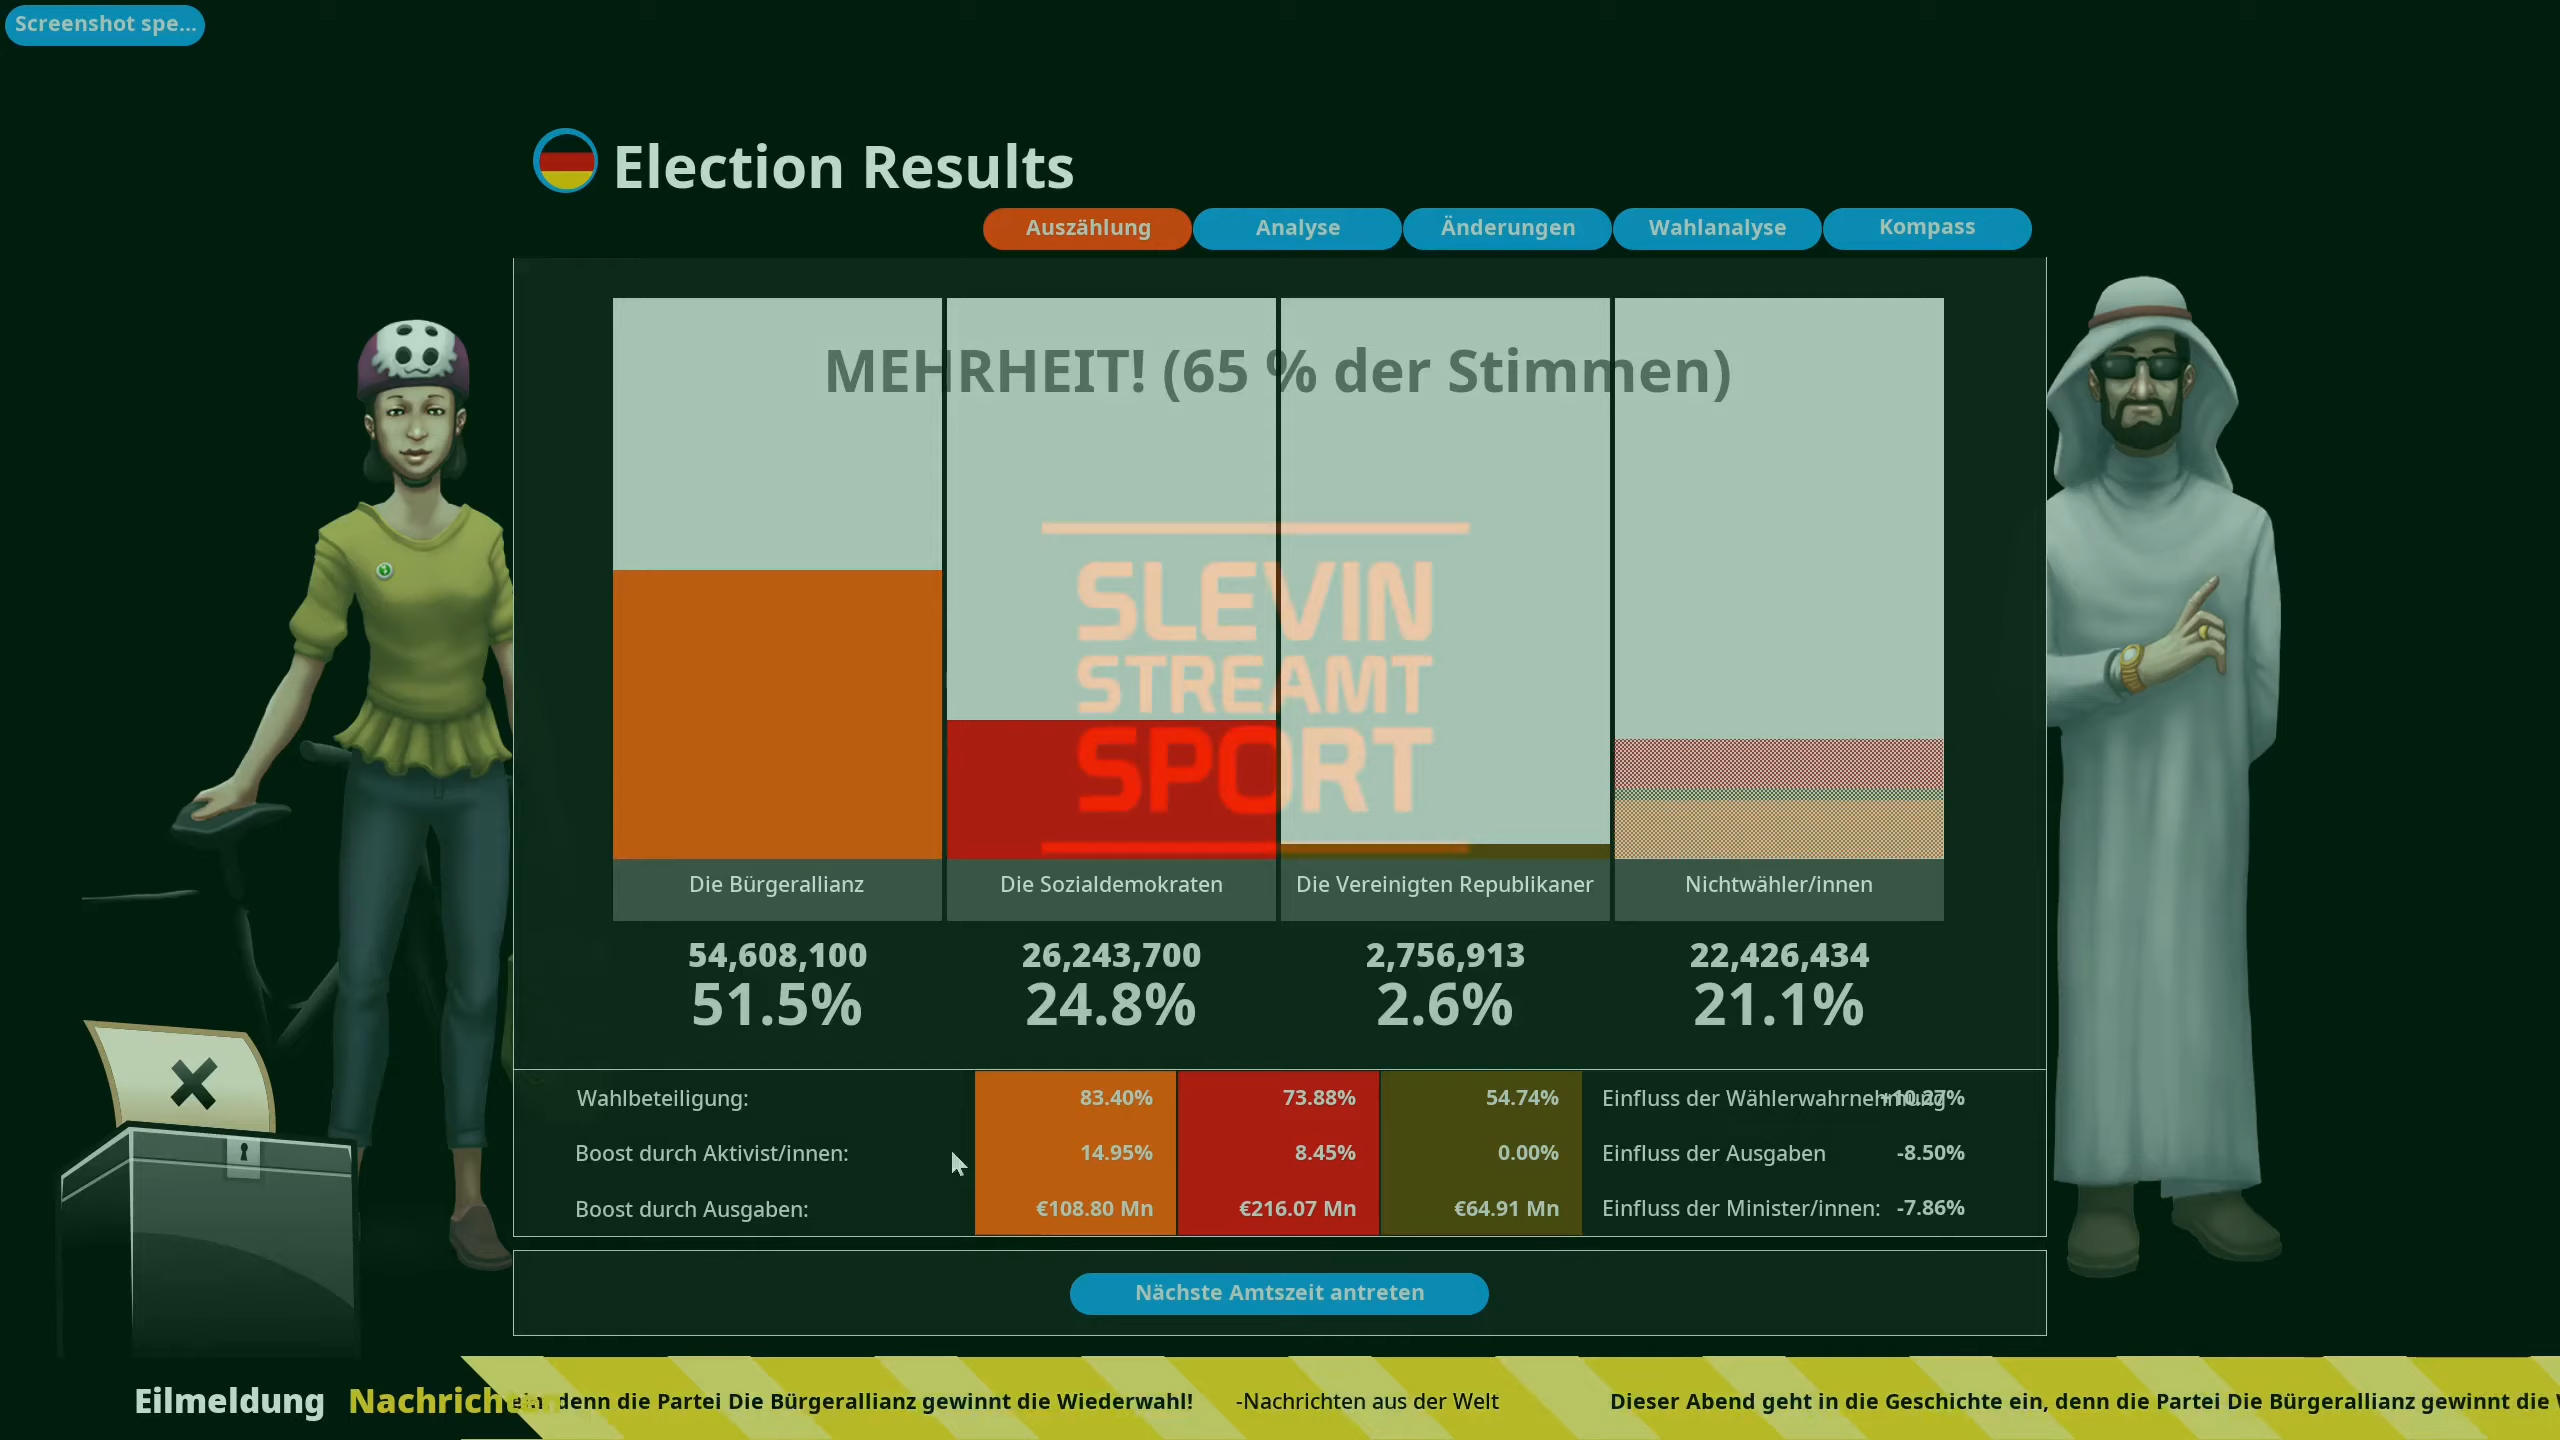 Screenshot spe...
Election Results
Auszählung
Analyse
Änderungen
Wahlanalyse
Kompass
MEHRHEIT! (65 % der Stimmen)
SLEVIN
STREAMT
SPORT
Die Bürgerallianz
Die Sozialdemokraten
Die Vereinigten Republikaner
Nichtwähler/innen
54,608,100
26,243,700
2,756,913
22,426,434
51.5%
24.8%
2.6%
21.1%
Wahlbeteiligung:
83.40%
73.88%
54.74%
Einfluss der Wählerwahrnehmung
+10.27%
Boost durch Aktivist/innen:
14.95%
8.45%
0.00%
Einfluss der Ausgaben
-8.50%
Boost durch Ausgaben:
€108.80 Mn
€216.07 Mn
€64.91 Mn
Einfluss der Minister/innen:
-7.86%
Nächste Amtszeit antreten
Eilmeldung Nachrichten
ein, denn die Partei Die Bürgerallianz gewinnt die Wiederwahl!
-Nachrichten aus der Welt
Dieser Abend geht in die Geschichte ein, denn die Partei Die Bürgerallianz gewinnt die